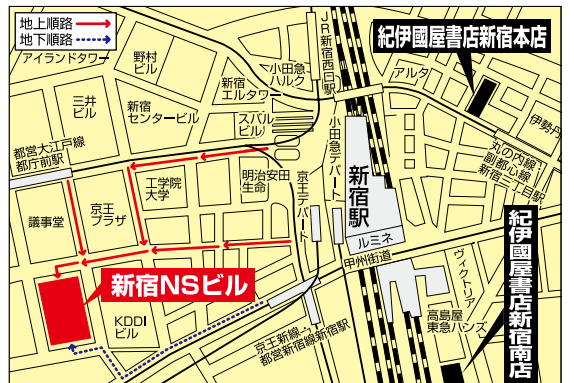 地上順路
地下順路
アイランドタワー
野村
ビル
三井
ビル
新宿
センタービル
新宿
エルタワー
小田急
ハルク
スバル
ビル
JR新宿西口駅
紀伊國屋書店新宿本店
アルタ
伊勢丹
丸の内線・
副都心線
新宿三丁目駅
都営大江戸線
都庁前駅
議事堂
京王
プラザ
工学院
大学
明治安田
生命
京王デパート
小田急デパート
新宿駅
ルミネ
甲州街道
ヴィクトリア
紀伊國屋書店新宿南店
新宿NSビル
KDDI
ビル
京王新線・
都営新宿線新宿駅
高島屋
東急ハンズ